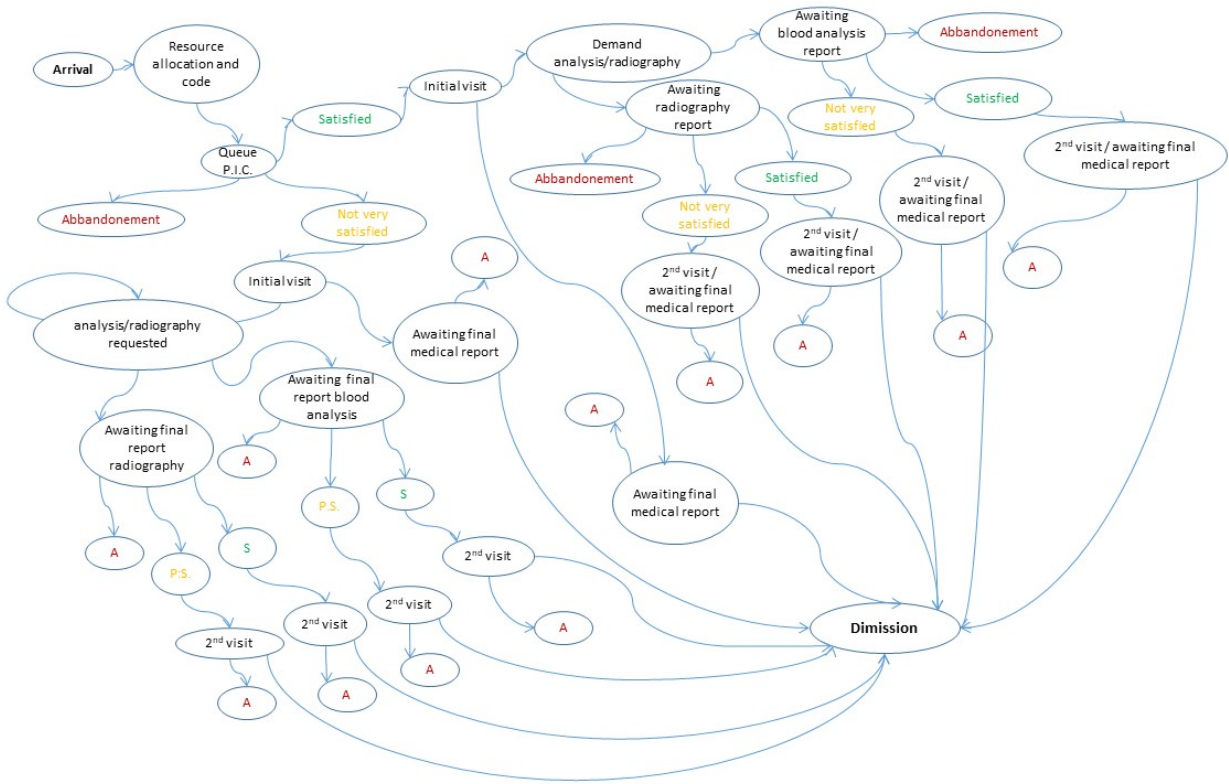 Arrival
Resource
allocation and
code
Queue
P.I.C.
Satisfied
Abbandonement
Not very
satisfied
Initial visit
Demand
analysis/radiography
Awaiting
blood analysis
report
Abbandonement
Not very
satisfied
Satisfied
2nd visit /
awaiting final
medical report
2nd visit / awaiting final
medical report
A
A
Awaiting
radiography
report
Abbandonement
Not very
satisfied
Satisfied
2nd visit /
awaiting final
medical report
2nd visit /
awaiting final
medical report
A
A
Initial visit
A
Awaiting final
medical report
analysis/radiography
requested
Awaiting final
report blood
analysis
A
P.S.
S
Awaiting final
report
radiography
A
P.S.
S
2nd visit
A
2nd visit
A
2nd visit
A
2nd visit
A
A
Awaiting final
medical report
Dimission